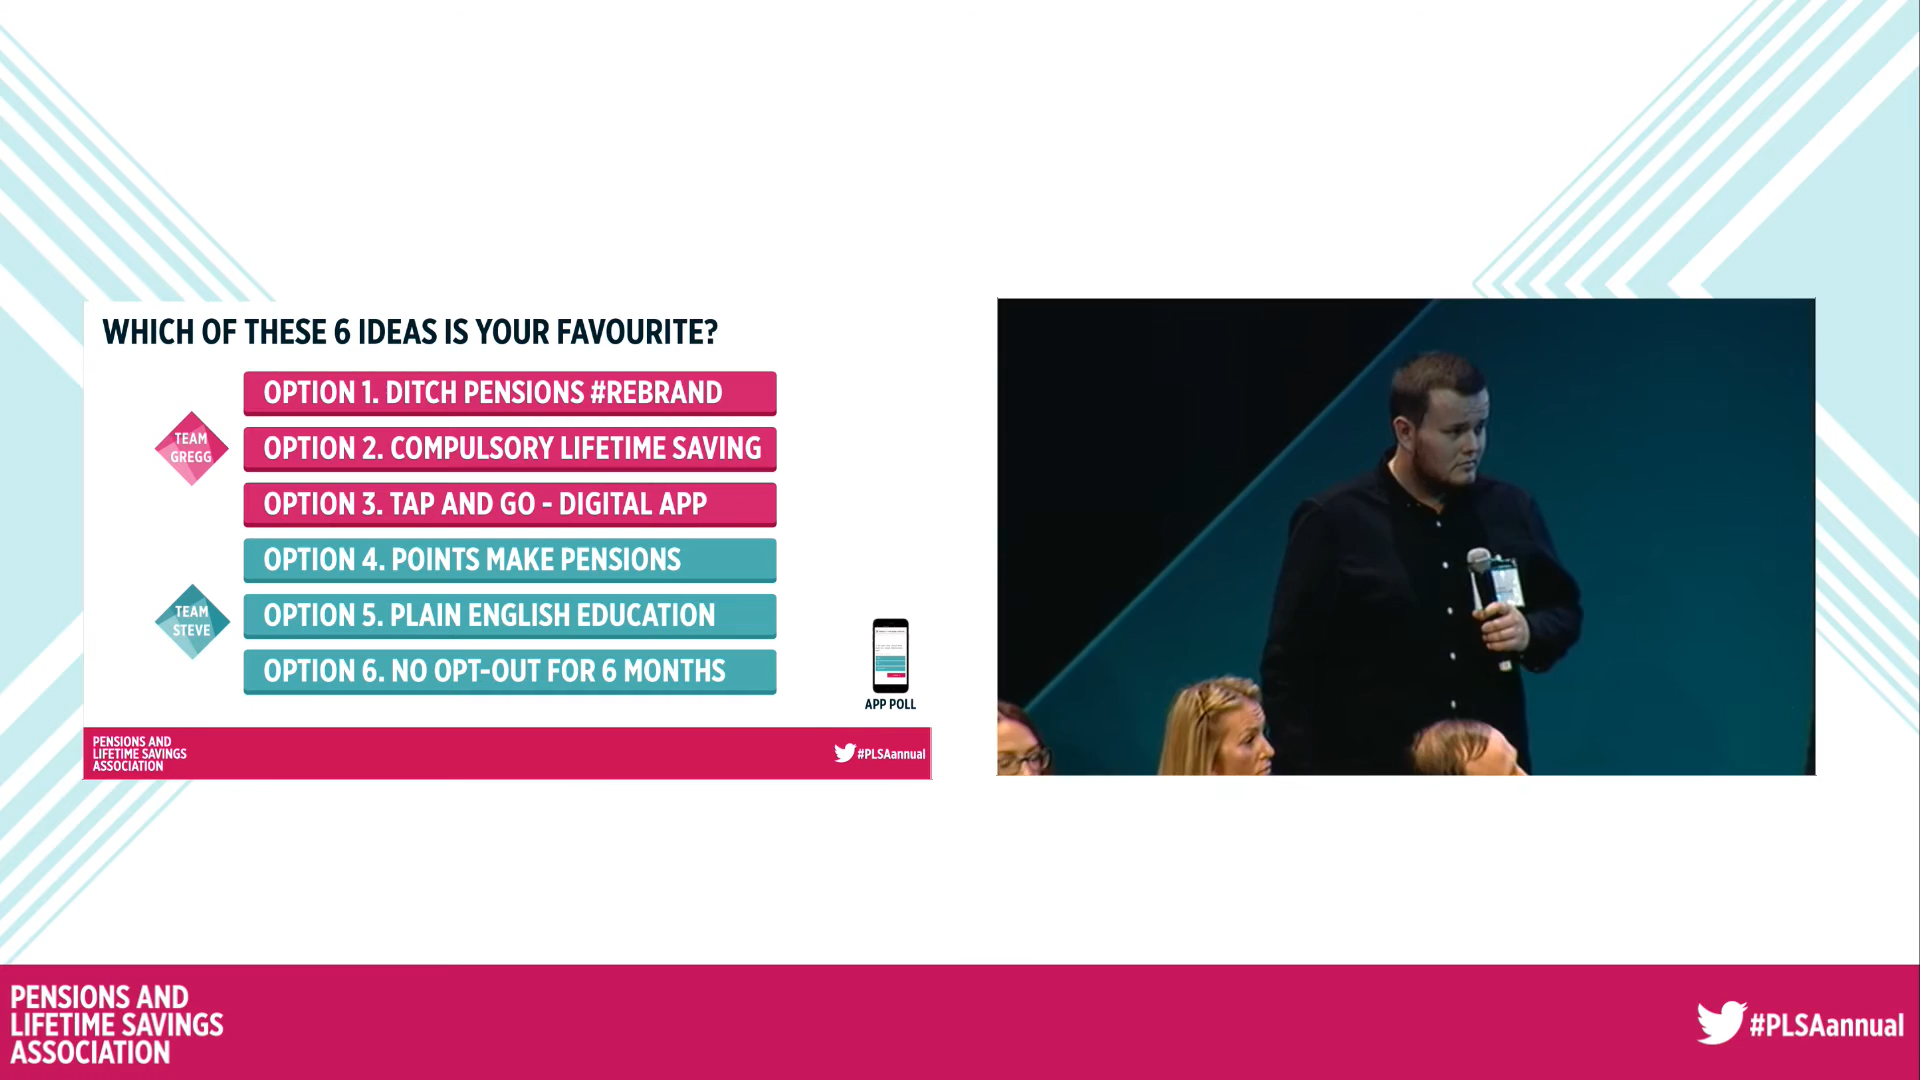 WHICH OF THESE 6 IDEAS IS YOUR FAVOURITE?
TEAM
GREGG
OPTION 1. DITCH PENSIONS #REBRAND
OPTION 2. COMPULSORY LIFETIME SAVING
OPTION 3. TAP AND GO - DIGITAL APP
TEAM
STEVE
OPTION 4. POINTS MAKE PENSIONS
OPTION 5. PLAIN ENGLISH EDUCATION
OPTION 6. NO OPT-OUT FOR 6 MONTHS
APP POLL
PENSIONS AND
LIFETIME SAVINGS
ASSOCIATION
#PLSAannual
PENSIONS AND
LIFETIME SAVINGS
ASSOCIATION
#PLSAannual